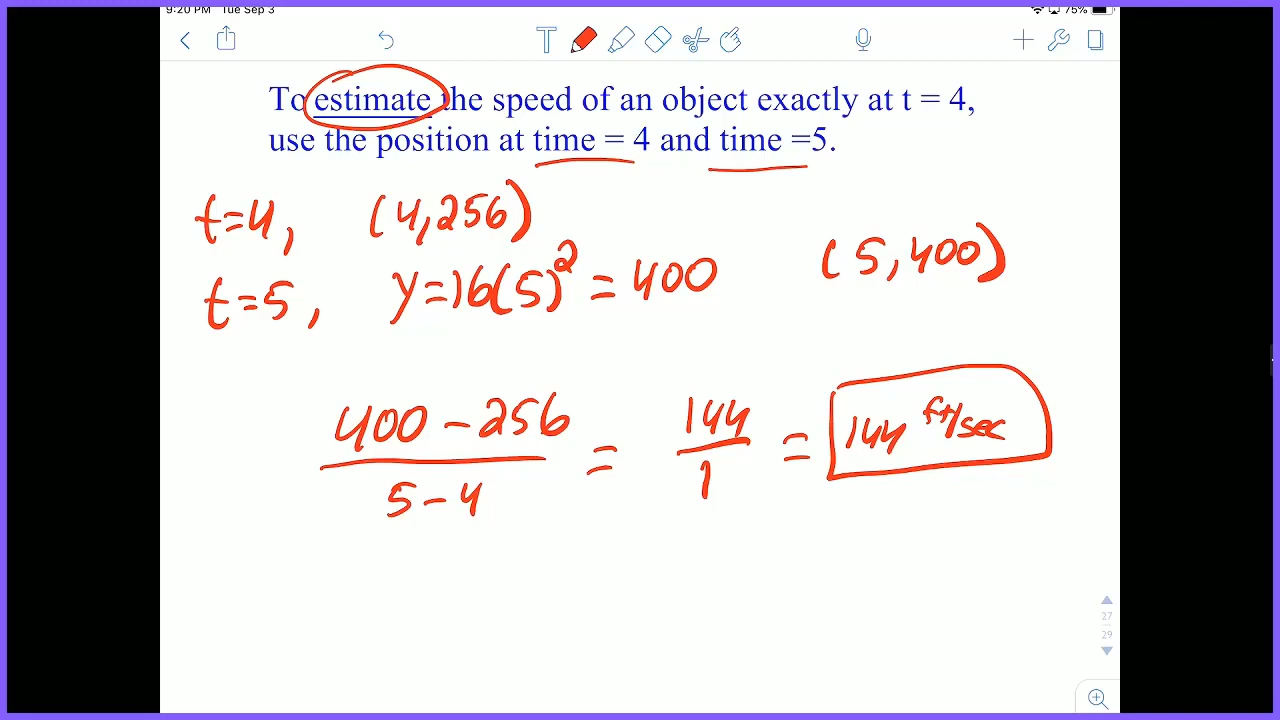 9:20 PM Tue Sep 3 75%
T
To estimate the speed of an object exactly at t = 4,
use the position at time = 4 and time =5.
t=4, (4,256)
t=5, y=16(5)² = 400 (5,400)
400 - 256 / 5 - 4 = 144 / 1 = 144 ft/sec
27
29